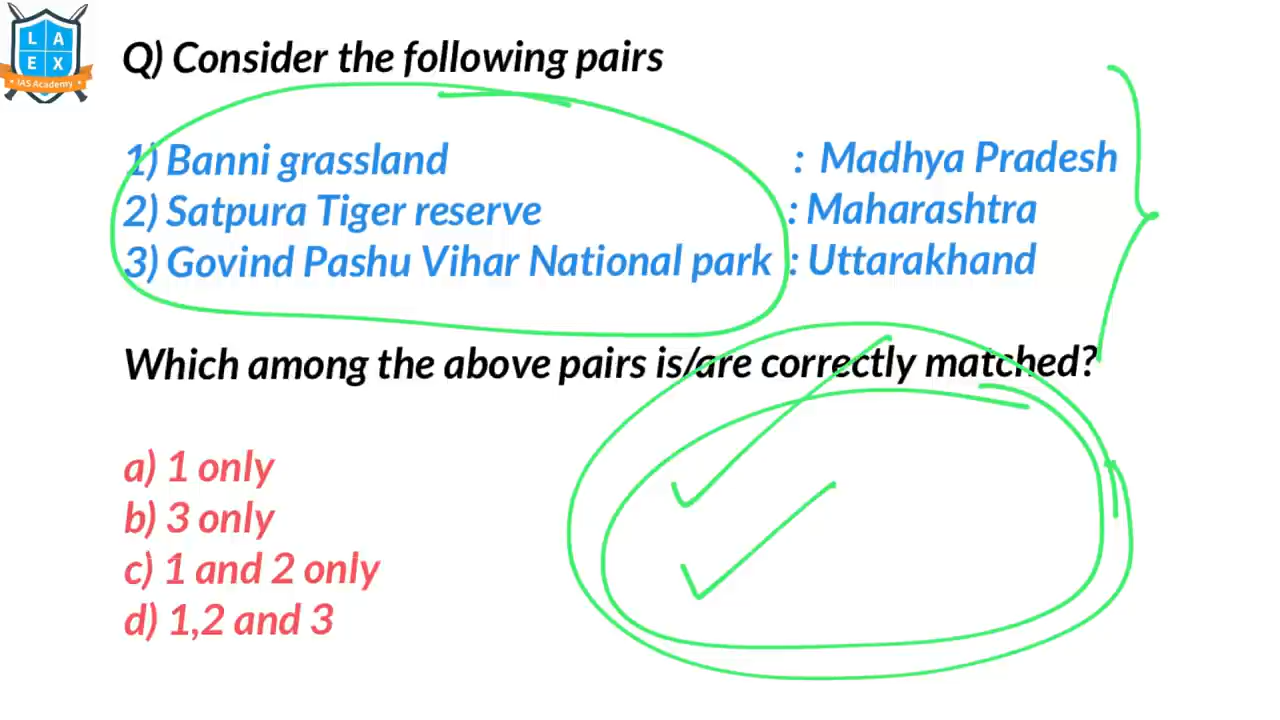 L A
E X
IAS Academy
Q) Consider the following pairs
1) Banni grassland : Madhya Pradesh
2) Satpura Tiger reserve : Maharashtra
3) Govind Pashu Vihar National park : Uttarakhand
Which among the above pairs is/are correctly matched?
a) 1 only
b) 3 only
c) 1 and 2 only
d) 1,2 and 3